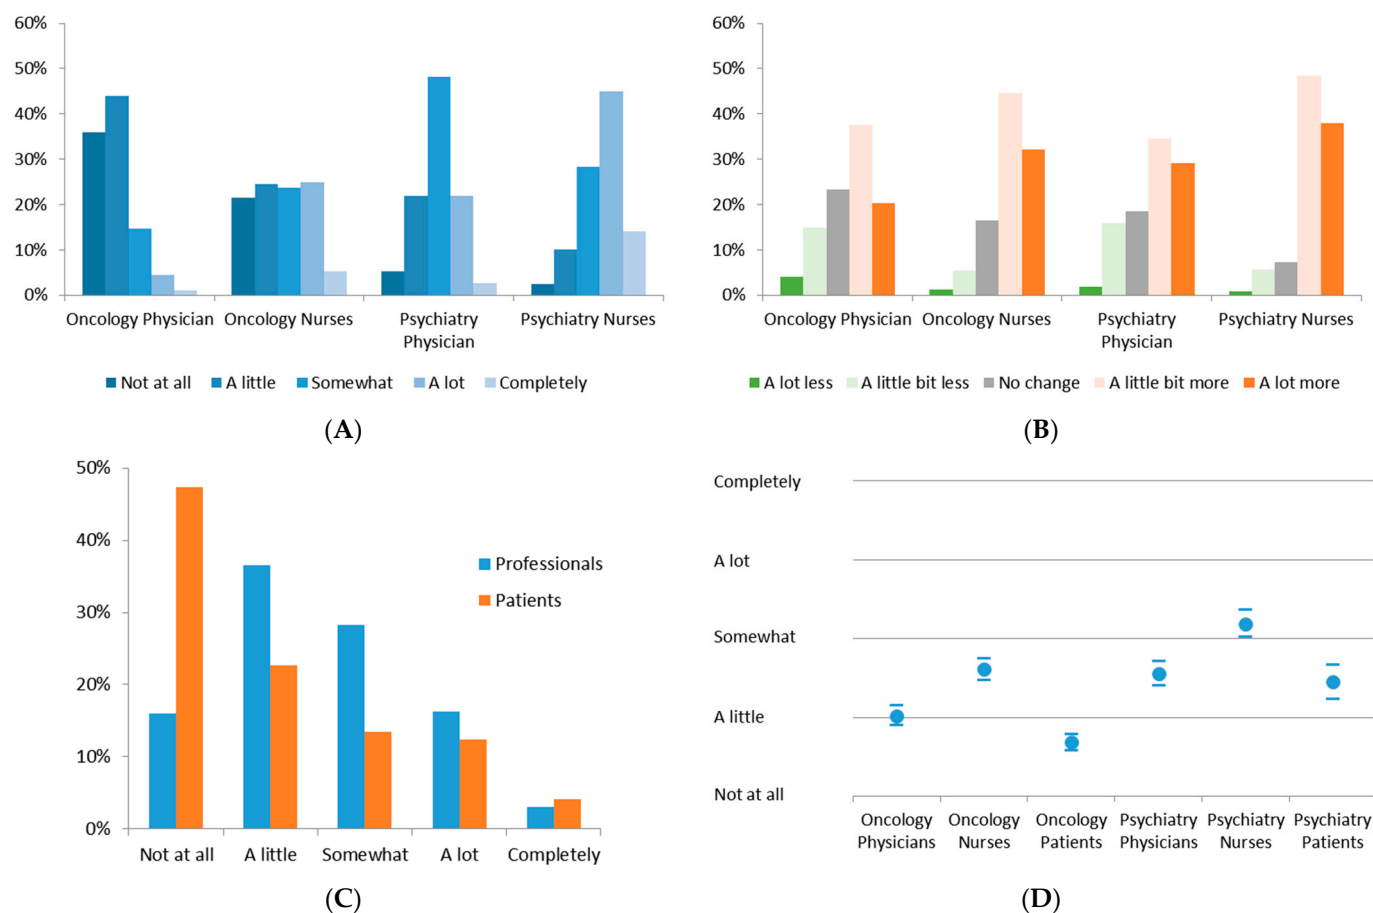 60%
50%
40%
30%
20%
10%
0%
Oncology Physician Oncology Nurses Psychiatry Physician Psychiatry Nurses
Not at all A little Somewhat A lot Completely
(A)
60%
50%
40%
30%
20%
10%
0%
Oncology Physician Oncology Nurses Psychiatry Physician Psychiatry Nurses
A lot less A little bit less No change A little bit more A lot more
(B)
50%
40%
30%
20%
10%
0%
Professionals
Patients
Not at all A little Somewhat A lot Completely
(C)
Completely
A lot
Somewhat
A little
Not at all
Oncology Physicians Oncology Nurses Oncology Patients Psychiatry Physicians Psychiatry Nurses Psychiatry Patients
(D)